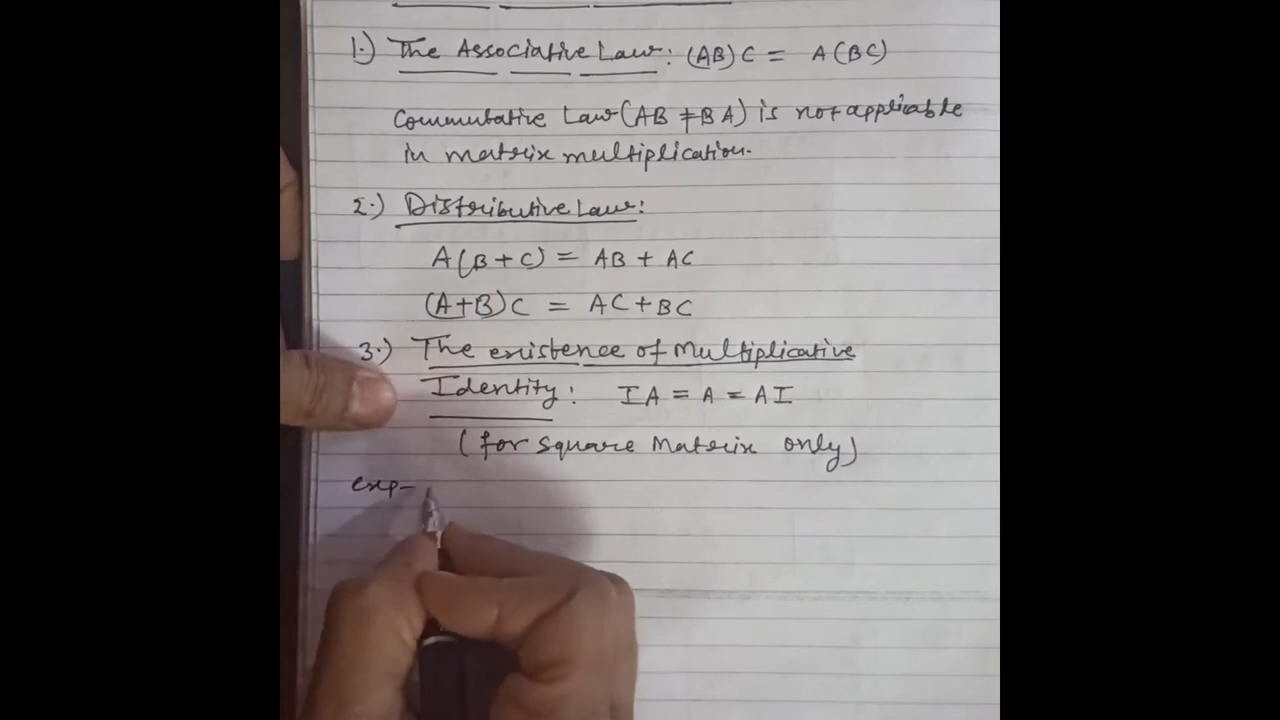 1.) The Associative Law: (AB)C = A(BC)
Commutative Law (AB ≠ BA) is not applicable
in matrix multiplication.
2.) Distributive Law:
A(B+C) = AB + AC
(A+B)C = AC + BC
3.) The existence of Multiplicative
Identity: IA = A = AI
(for square Matrix only)
exp-